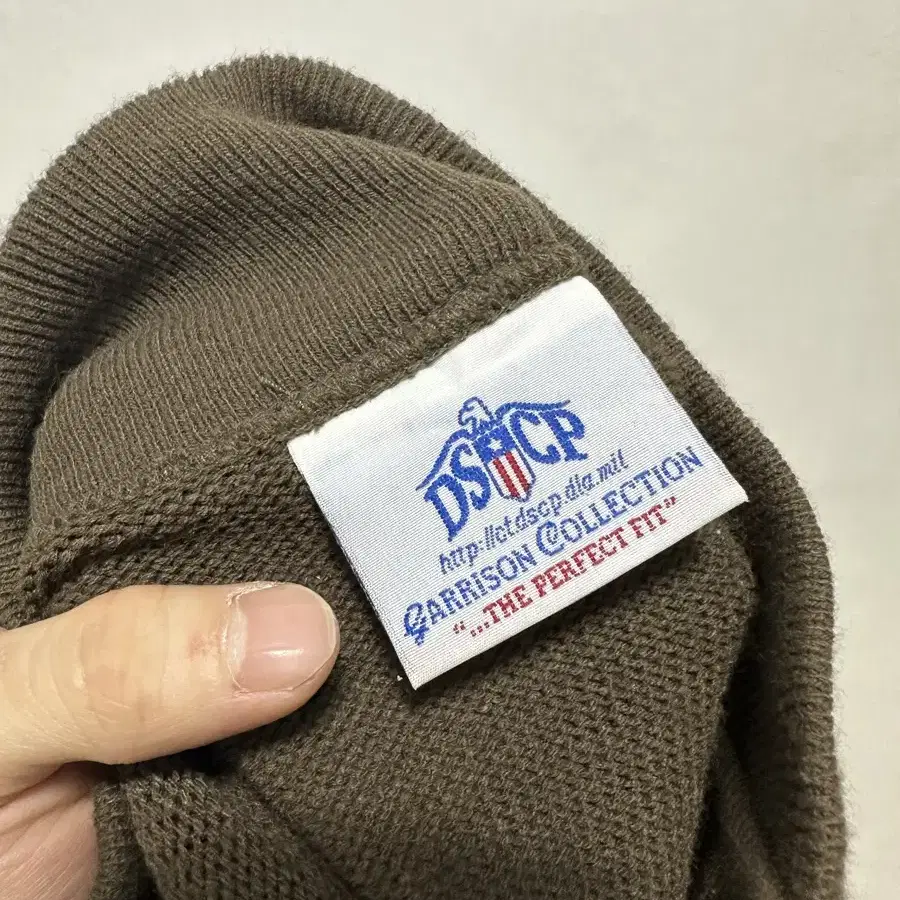 DSCP
http://ct.dscp.dla.mil
GARRISON COLLECTION
"...THE PERFECT FIT"